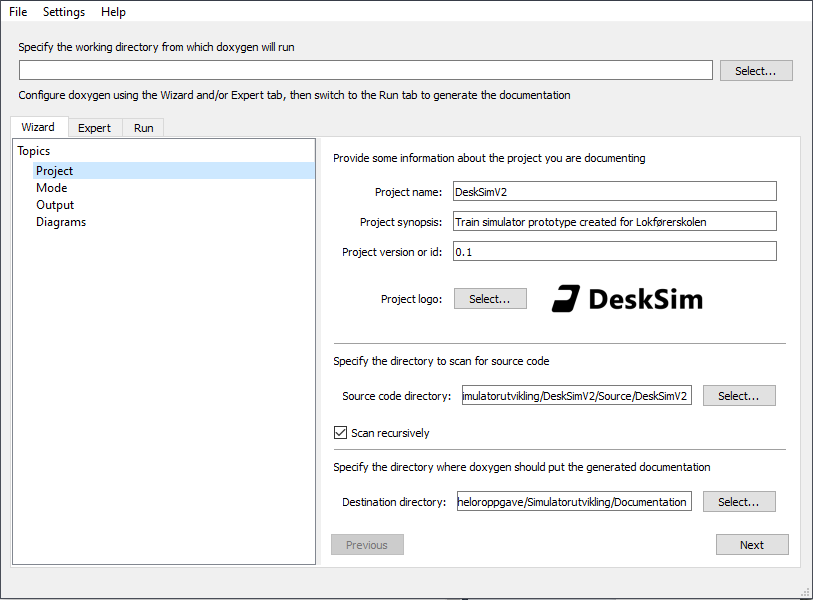 File Settings Help
Specify the working directory from which doxygen will run
Select...
Configure doxygen using the Wizard and/or Expert tab, then switch to the Run tab to generate the documentation
Wizard Expert Run
Topics
Project
Mode
Output
Diagrams
Provide some information about the project you are documenting
Project name: DeskSimV2
Project synopsis: Train simulator prototype created for Lokførerskolen
Project version or id: 0.1
Project logo: Select... DeskSim
Specify the directory to scan for source code
Source code directory: imulatorutvikling/DeskSimV2/Source/DeskSimV2 Select...
Scan recursively
Specify the directory where doxygen should put the generated documentation
Destination directory: heloroppgave/Simulatorutvikling/Documentation Select...
Previous Next